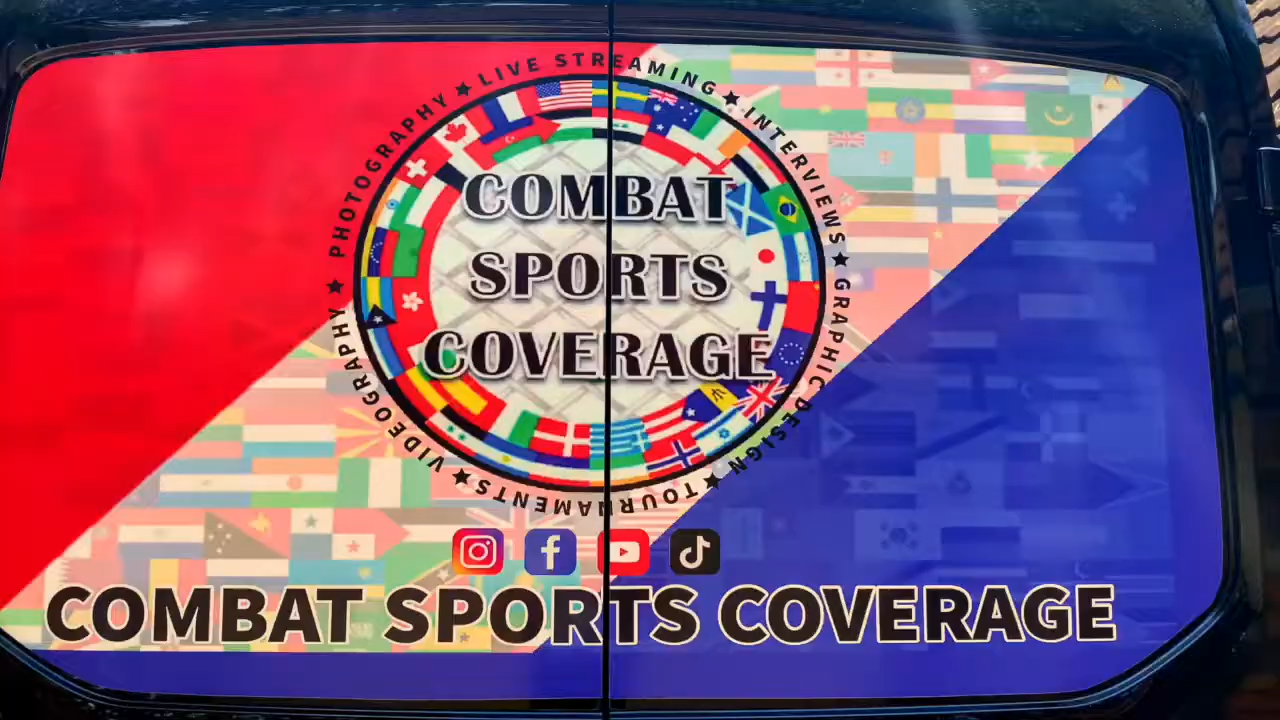 VIDEOGRAPHY ★ PHOTOGRAPHY ★ LIVE STREAMING ★ INTERVIEWS ★ GRAPHIC DESIGN ★ TOURNAMENTS ★
COMBAT
SPORTS
COVERAGE
COMBAT SPORTS COVERAGE